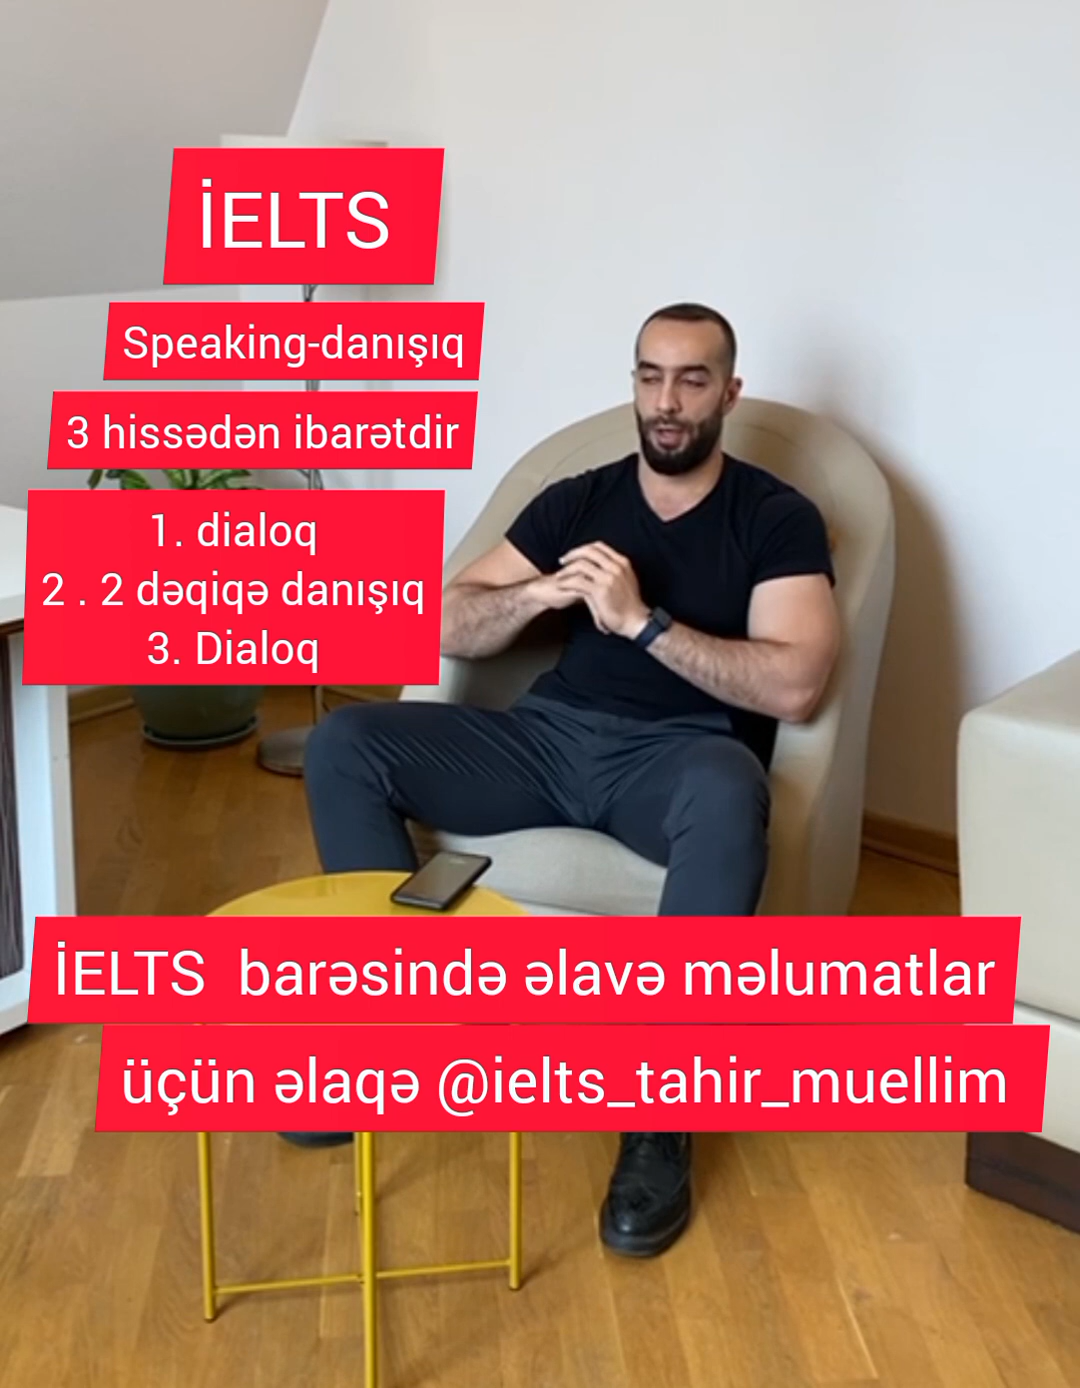 İELTS
Speaking-danışıq
3 hissədən ibarətdir
1. dialoq
2 . 2 dəqiqə danışıq
3. Dialoq
İELTS  barəsində əlavə məlumatlar
üçün əlaqə @ielts_tahir_muellim